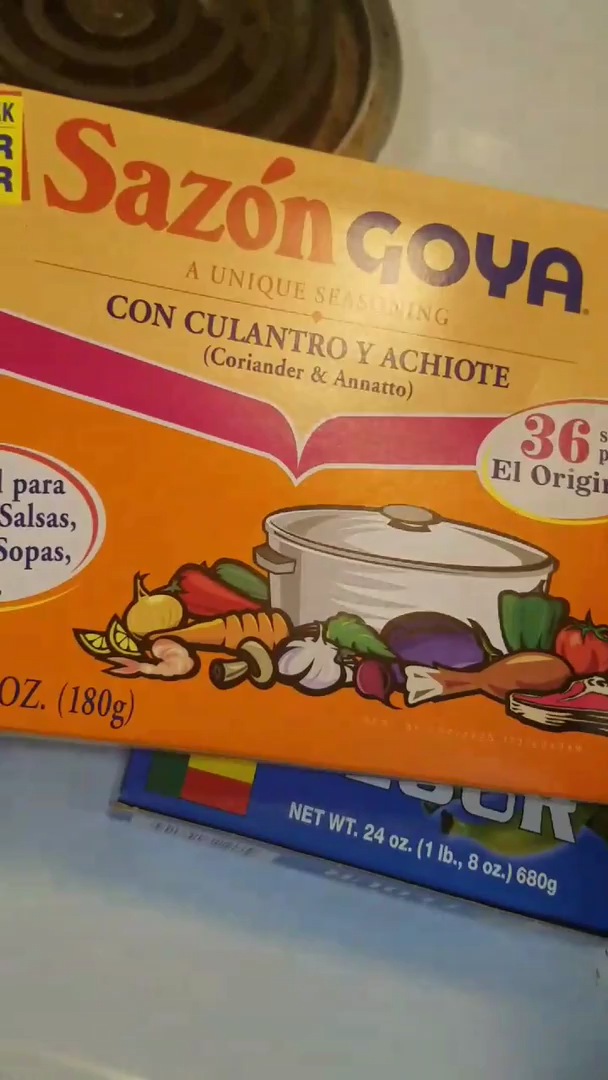 K
R
R
Sazón GOYA
A UNIQUE SEASONING
CON CULANTRO Y ACHIOTE
(Coriander & Annatto)
36
El Origi
para
Salsas,
Sopas,
OZ. (180g)
NET WT. 24 oz. (1 lb., 8 oz.) 680g